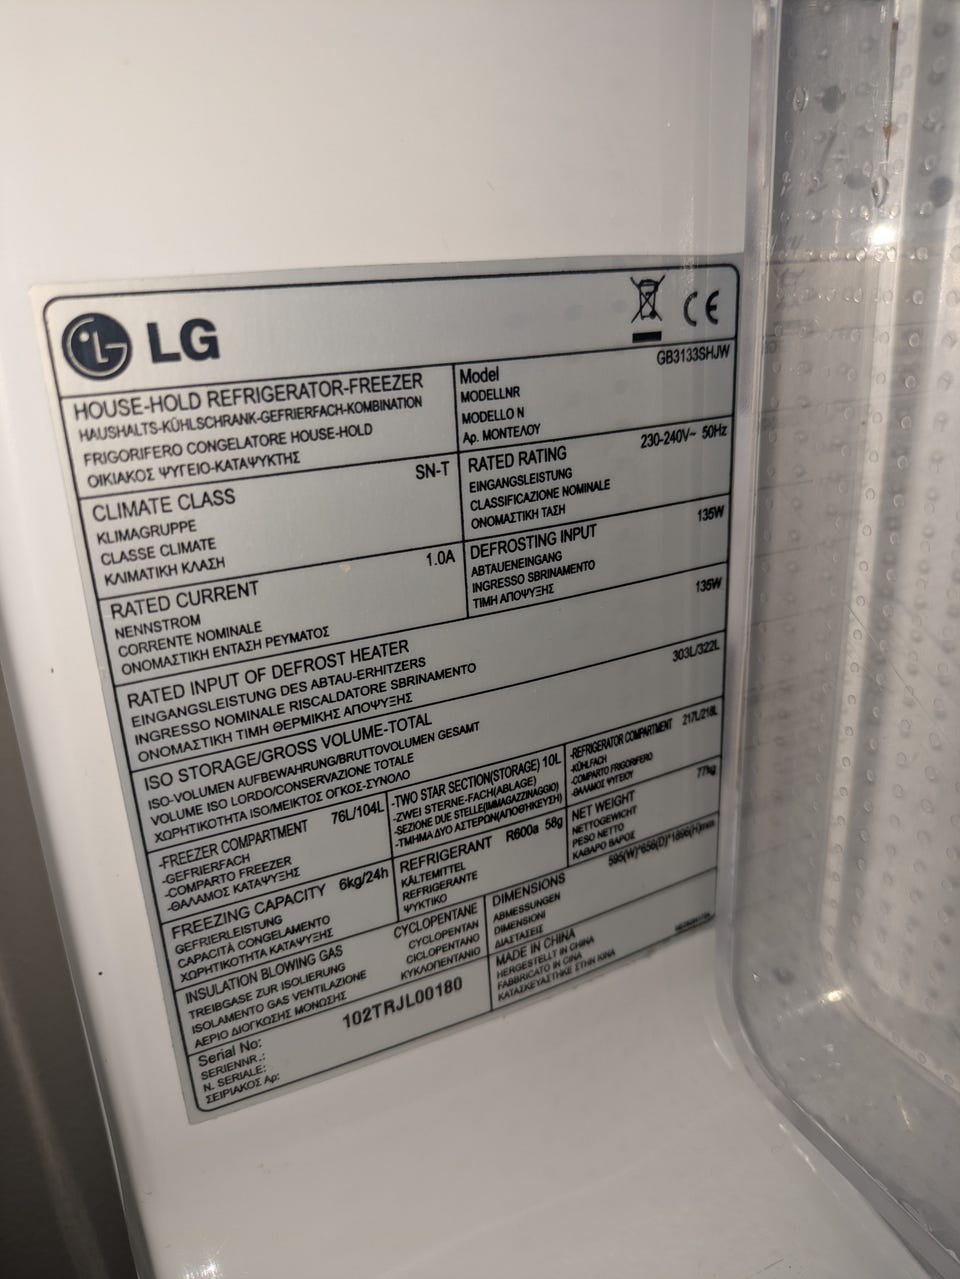 LG
CE
HOUSE-HOLD REFRIGERATOR-FREEZER
HAUSHALTS-KÜHLSCHRANK-GEFRIERFACH-KOMBINATION
FRIGORIFERO CONGELATORE HOUSE-HOLD
ΟΙΚΙΑΚΟΣ ΨΥΓΕΙΟ-ΚΑΤΑΨΥΚΤΗΣ
Model GB3133SHJW
MODELLNR
MODELLO N
Αρ. ΜΟΝΤΕΛΟΥ
CLIMATE CLASS SN-T
KLIMAGRUPPE
CLASSE CLIMATE
ΚΛΙΜΑΤΙΚΗ ΚΛΑΣΗ
RATED RATING 230-240V~ 50Hz
EINGANGSLEISTUNG
CLASSIFICAZIONE NOMINALE
ΟΝΟΜΑΣΤΙΚΗ ΤΑΣΗ
RATED CURRENT 1.0A
NENNSTROM
CORRENTE NOMINALE
ΟΝΟΜΑΣΤΙΚΗ ΕΝΤΑΣΗ ΡΕΥΜΑΤΟΣ
DEFROSTING INPUT 135W
ABTAUENEINGANG
INGRESSO SBRINAMENTO
ΤΙΜΗ ΑΠΟΨΥΞΗΣ
RATED INPUT OF DEFROST HEATER 135W
EINGANGSLEISTUNG DES ABTAU-ERHITZERS
INGRESSO NOMINALE RISCALDATORE SBRINAMENTO
ΟΝΟΜΑΣΤΙΚΗ ΤΙΜΗ ΘΕΡΜΙΚΗΣ ΑΠΟΨΥΞΗΣ
ISO STORAGE/GROSS VOLUME-TOTAL 303L/322L
ISO-VOLUMEN AUFBEWAHRUNG/BRUTTOVOLUMEN GESAMT
VOLUME ISO LORDO/CONSERVAZIONE TOTALE
ΧΩΡΗΤΙΚΟΤΗΤΑ ISO/ΜΕΙΚΤΟΣ ΟΓΚΟΣ-ΣΥΝΟΛΟ
-FREEZER COMPARTMENT 76L/104L
-GEFRIERFACH
-COMPARTO FREEZER
-ΘΑΛΑΜΟΣ ΚΑΤΑΨΥΞΗΣ
-TWO STAR SECTION(STORAGE) 10L
-ZWEI STERNE-FACH(ABLAGE)
-SEZIONE DUE STELLE(IMMAGAZZINAGGIO)
-ΤΜΗΜΑ ΔΥΟ ΑΣΤΕΡΩΝ(ΑΠΟΘΗΚΕΥΣΗ)
-REFRIGERATOR COMPARTMENT 217L/218L
-KÜHLFACH
-COMPARTO FRIGORIFERO
-ΘΑΛΑΜΟΣ ΨΥΓΕΙΟΥ
FREEZING CAPACITY 6kg/24h
GEFRIERLEISTUNG
CAPACITÀ CONGELAMENTO
ΧΩΡΗΤΙΚΟΤΗΤΑ ΚΑΤΑΨΥΞΗΣ
REFRIGERANT R600a 58g
KÄLTEMITTEL
REFRIGERANTE
ΨΥΚΤΙΚΟ
NET WEIGHT 77kg
NETTOGEWICHT
PESO NETTO
ΚΑΘΑΡΟ ΒΑΡΟΣ
INSULATION BLOWING GAS CYCLOPENTANE
TREIBGASE ZUR ISOLIERUNG CYCLOPENTAN
ISOLAMENTO GAS VENTILAZIONE CICLOPENTANO
ΑΕΡΙΟ ΔΙΟΓΚΩΣΗΣ ΜΟΝΩΣΗΣ ΚΥΚΛΟΠΕΝΤΑΝΙΟ
DIMENSIONS 595(W)*656(D)*1896(H)mm
ABMESSUNGEN
DIMENSIONI
ΔΙΑΣΤΑΣΕΙΣ
Serial No: 102TRJL00180
SERIENNR.:
N. SERIALE:
ΣΕΙΡΙΑΚΟΣ Αρ:
MADE IN CHINA
HERGESTELLT IN CHINA
FABBRICATO IN CINA
ΚΑΤΑΣΚΕΥΑΣΤΗΚΕ ΣΤΗΝ ΚΙΝΑ